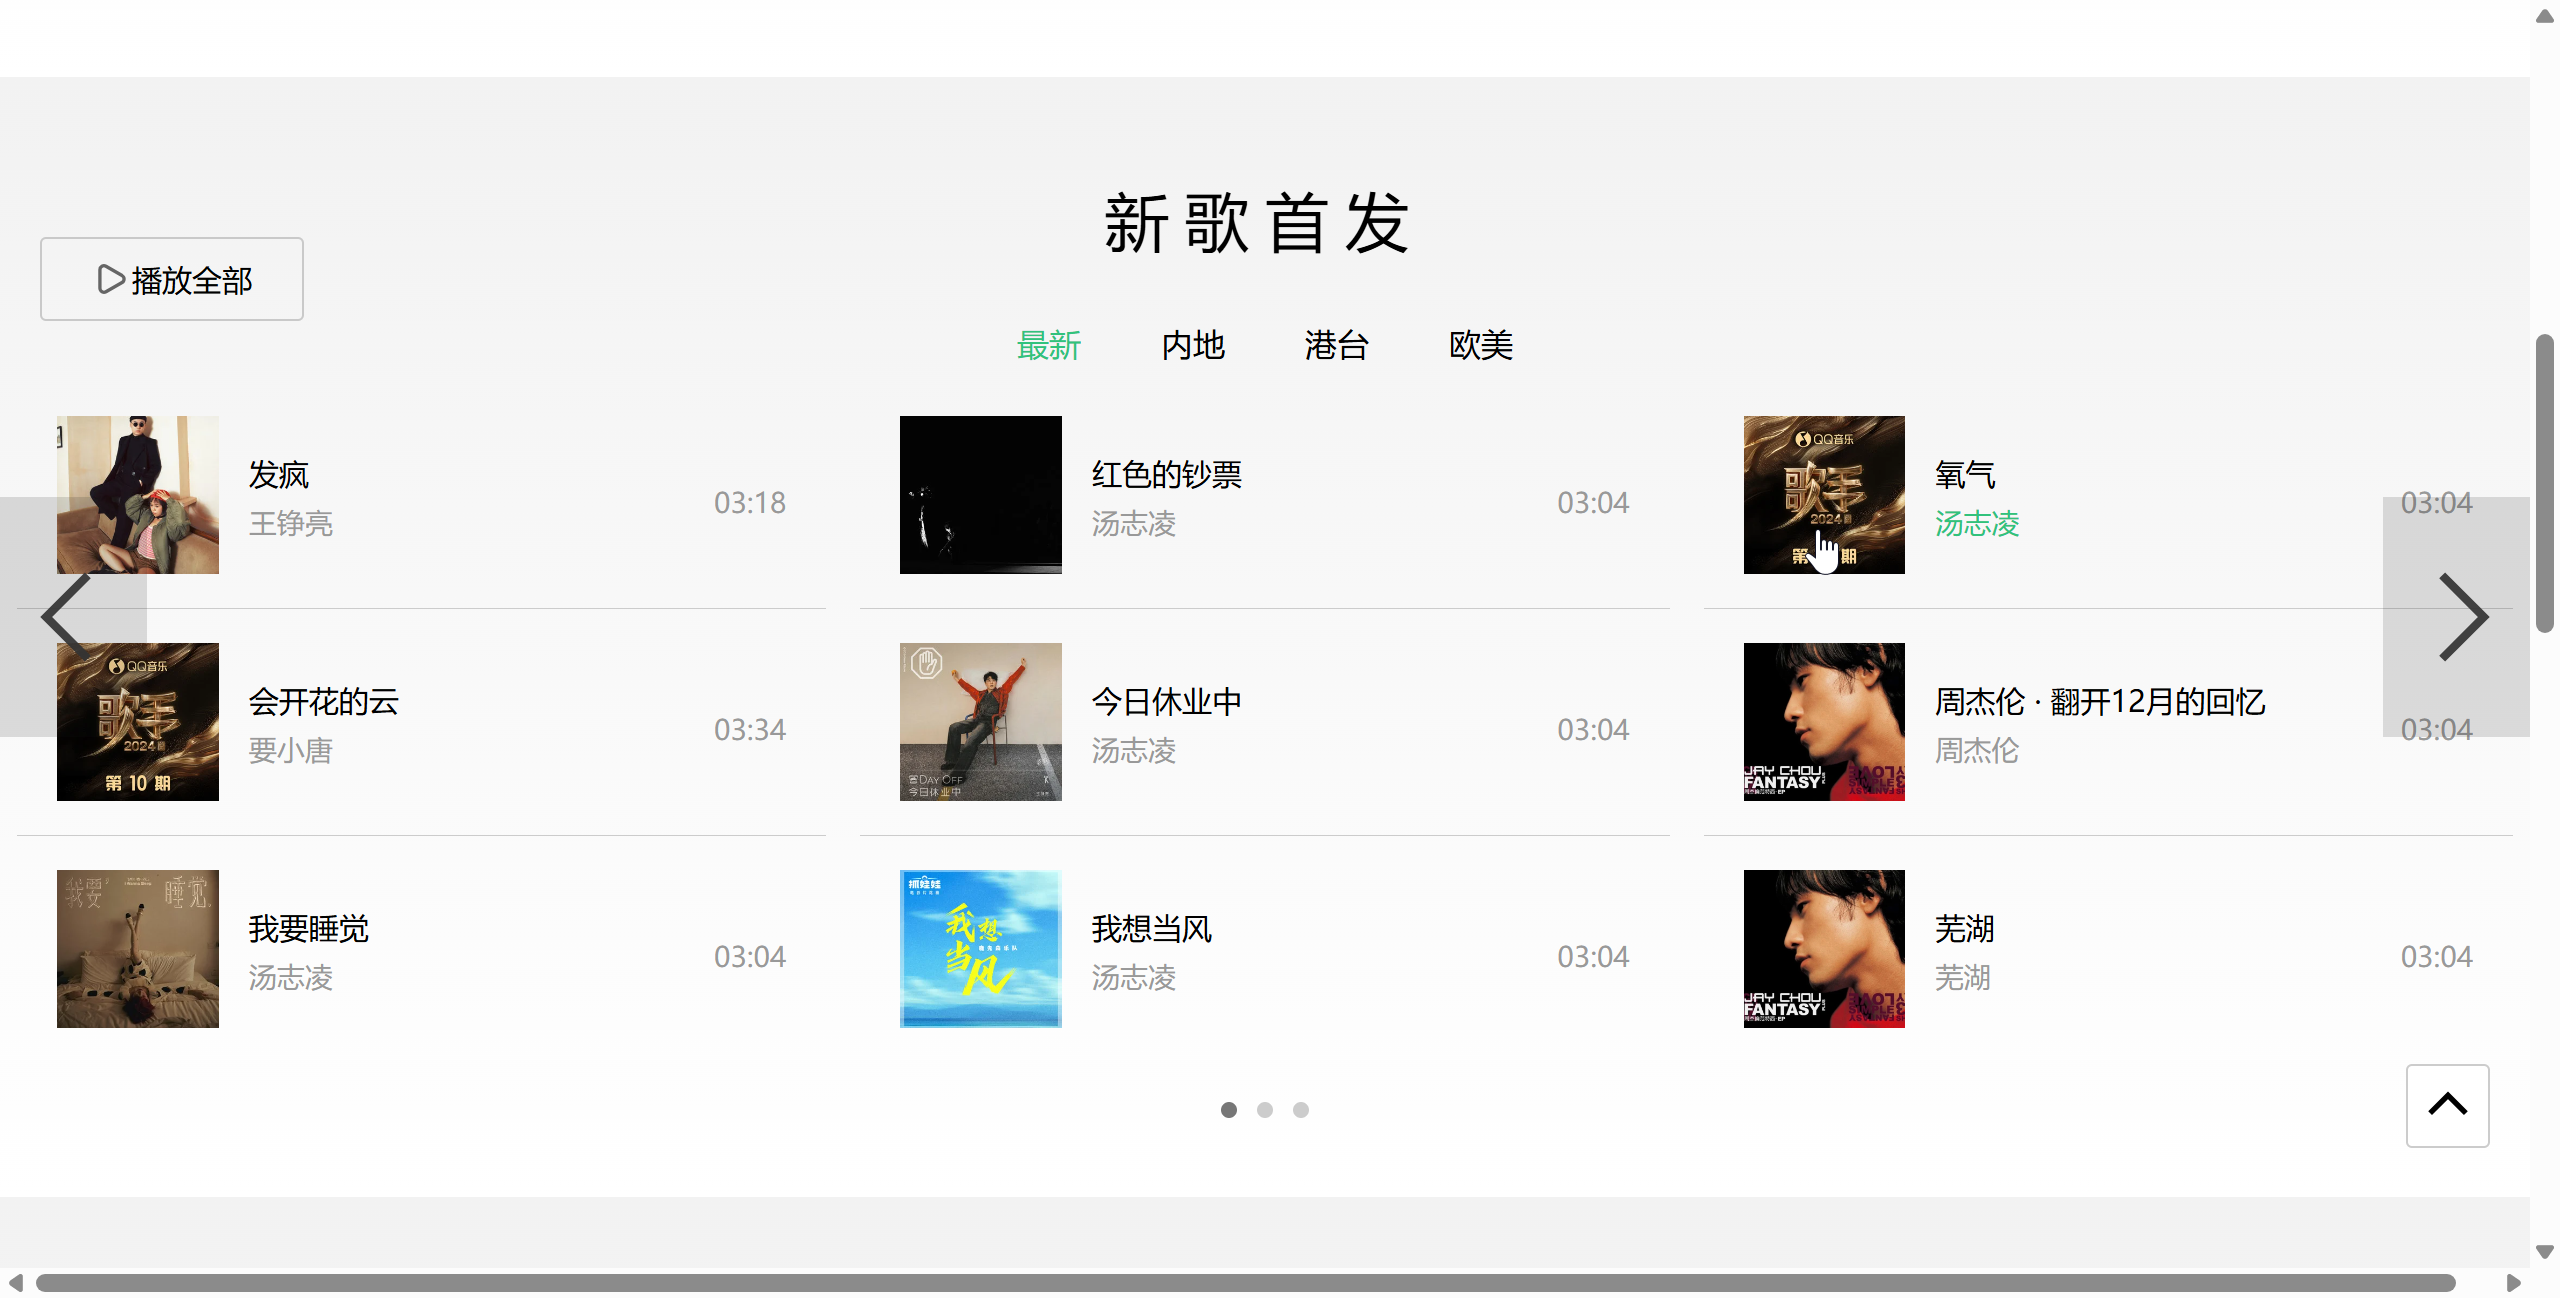 新歌首发
播放全部
最新 内地 港台 欧美
发疯
王铮亮
03:18
红色的钞票
汤志凌
03:04
QQ音乐
歌手
2024
第 期
氧气
汤志凌
03:04
QQ音乐
歌手
2024
第 10 期
会开花的云
要小唐
03:34
DAY OFF
今日休业中
今日休业中
汤志凌
03:04
JAY CHOU
FANTASY
周杰伦 · 翻开12月的回忆
周杰伦
03:04
我要 睡觉
我要睡觉
汤志凌
03:04
抓娃娃
我想当风
我想当风
汤志凌
03:04
JAY CHOU
FANTASY
芜湖
芜湖
03:04